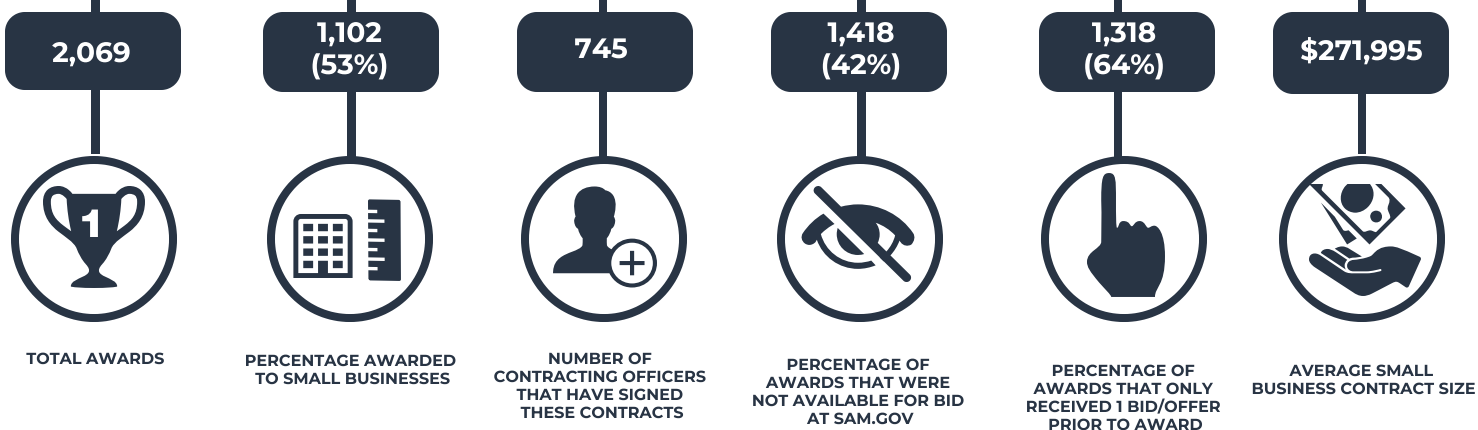 2,069
1,102
(53%)
745
1,418
(42%)
1,318
(64%)
$271,995
1
TOTAL AWARDS
PERCENTAGE AWARDED
TO SMALL BUSINESSES
NUMBER OF
CONTRACTING OFFICERS
THAT HAVE SIGNED
THESE CONTRACTS
PERCENTAGE OF
AWARDS THAT WERE
NOT AVAILABLE FOR BID
AT SAM.GOV
PERCENTAGE OF
AWARDS THAT ONLY
RECEIVED 1 BID/OFFER
PRIOR TO AWARD
AVERAGE SMALL
BUSINESS CONTRACT SIZE